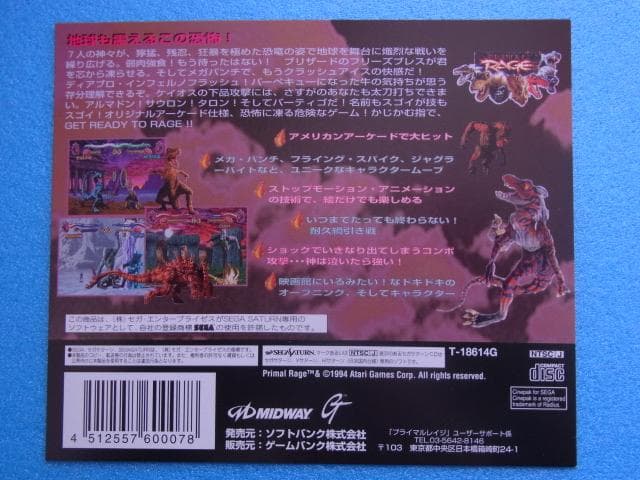 地球も震えるこの恐怖！
７人の神々が、獰猛、残忍、狂暴を極めた恐竜の姿で地球を舞台に熾烈な戦いを
繰り広げる。弱肉強食！もう待ったはない！　ブリザードのフリーズブレスが君
を芯から凍らせる。そしてメガパンチで、もうクラッシュアイスの快感だ！
ディアブロ・インフェルノフラッシュ！バーベキューになった牛の気持ちが思う
存分理解できるぞ。ケイオスの下品攻撃には、さすがのあなたも太刀打ちできま
い。アルマドン！サウロン！タロン！そしてバーティゴだ！名前もスゴイが技も
スゴイ！オリジナルアーケード仕様、恐怖に凍る危険なゲーム！かじかむ指で、
GET READY TO RAGE !!
RAGE
アメリカンアーケードで大ヒット
メガ・パンチ、フライング・スパイク、ジャグラ
ーバイトなど、ユニークなキャラクタームーブ
ストップモーション・アニメーション
の技術で、絵だけでも楽しめる
いつまでたっても終わらない！
耐久綱引き戦
ショックでいきなり出てしまうコンボ
攻撃･･･神は泣いたら強い！
映画館にいるみたい！なドキドキの
オープニング、そしてキャラクター
この商品は、（株）セガ・エンタープライゼスがSEGA SATURN専用の
ソフトウェアとして、自社の登録商標 SEGA の使用を許諾したものです。
SEGA SATURN
T-18614G
NTSC J
COMPACT
disc
Primal Rage™ & ©1994 Atari Games Corp. All rights reserved.
Cinepak for SEGA
Cinepak is a registered
trademark of Radius.
MIDWAY GT
発売元：ソフトバンク株式会社
販売元：ゲームバンク株式会社
「プライマルレイジ」ユーザーサポート係
TEL.03-5642-8146
〒103　東京都中央区日本橋箱崎町24-1
4 512557 600078